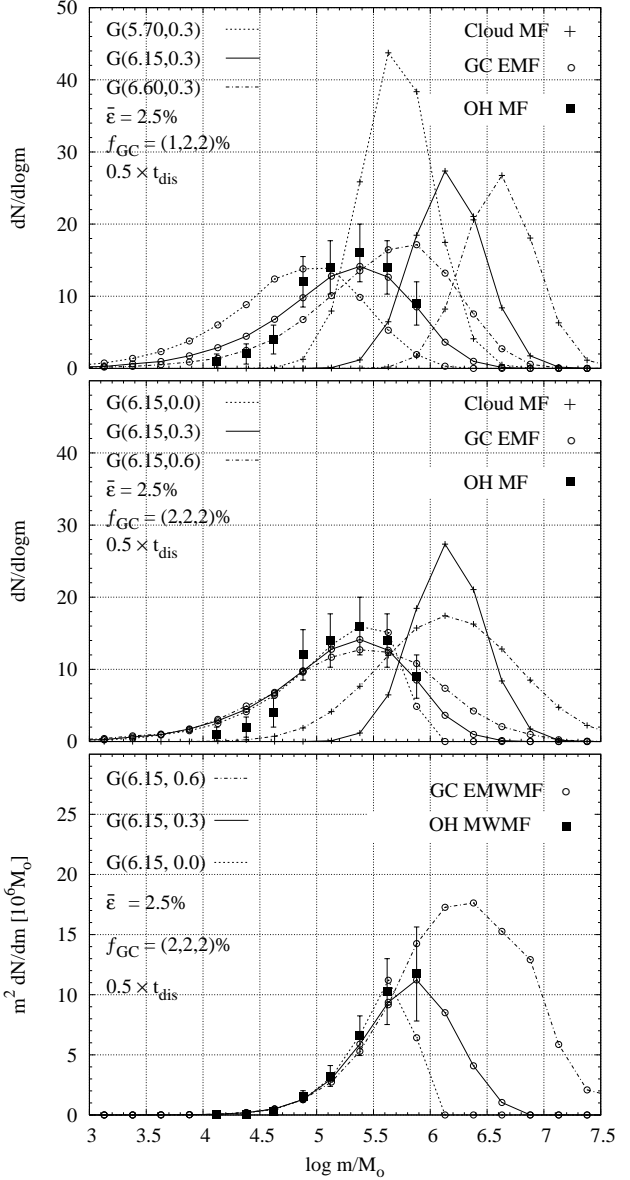 50
40
30
20
10
0
dN/dlogm
G(5.70,0.3)
G(6.15,0.3)
G(6.60,0.3)
ε̄ = 2.5%
f_GC = (1,2,2)%
0.5 × t_dis
Cloud MF
GC EMF
OH MF
40
30
20
10
0
dN/dlogm
G(6.15,0.0)
G(6.15,0.3)
G(6.15,0.6)
ε̄ = 2.5%
f_GC = (2,2,2)%
0.5 × t_dis
Cloud MF
GC EMF
OH MF
25
20
15
10
5
0
m² dN/dm [10⁶M_o]
G(6.15, 0.6)
G(6.15, 0.3)
G(6.15, 0.0)
ε̄ = 2.5%
f_GC = (2,2,2)%
0.5 × t_dis
GC EMWMF
OH MWMF
3 3.5 4 4.5 5 5.5 6 6.5 7 7.5
log m/M_o